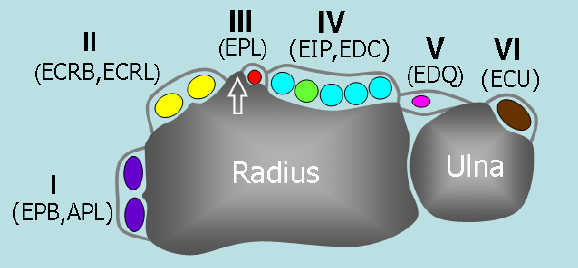 I
(EPB,APL)
II
(ECRB,ECRL)
III
(EPL)
IV
(EIP,EDC)
V
(EDQ)
VI
(ECU)
Radius
Ulna